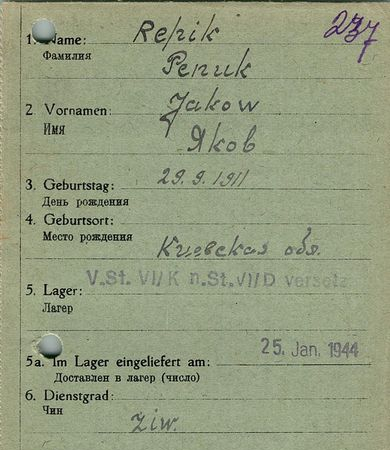 237
1. Name: Repik
Фамилия Репик
2. Vornamen: Jakow
Имя Яков
3. Geburtstag: 29.9.1911
День рождения
4. Geburtsort:
Место рождения Киевская обл.
V.St. VI/K n.St.VI/D versetz
5. Lager:
Лагерь
25. Jan. 1944
5a. Im Lager eingeliefert am:
Доставлен в лагерь (число)
6. Dienstgrad:
Чин ziw.